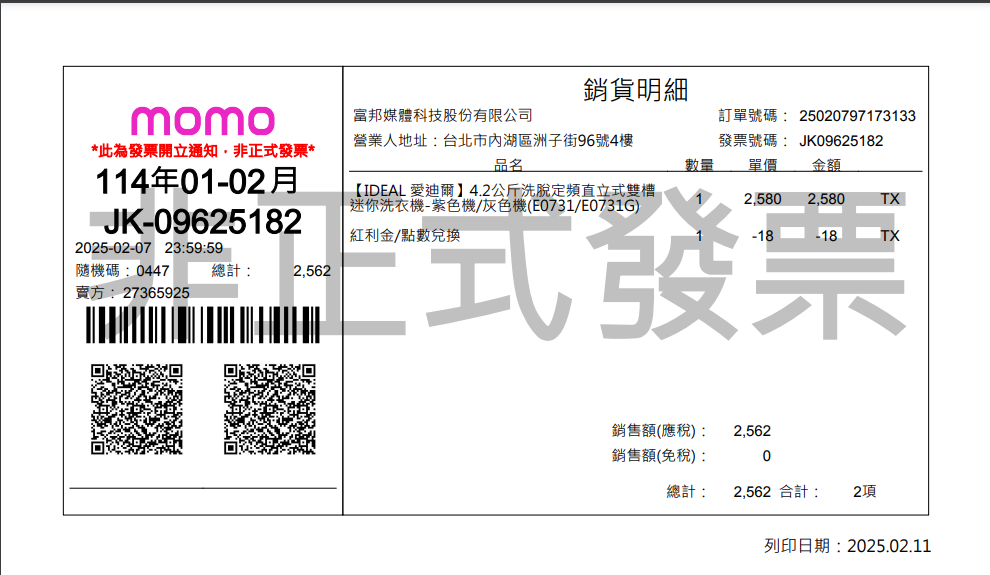 momo
*此為發票開立通知，非正式發票*
114年01-02月
JK-09625182
2025-02-07 23:59:59
隨機碼：0447 總計： 2,562
賣方：27365925
銷貨明細
富邦媒體科技股份有限公司 訂單號碼： 25020797173133
營業人地址：台北市內湖區洲子街96號4樓 發票號碼： JK09625182
品名 數量 單價 金額
【IDEAL 愛迪爾】4.2公斤洗脫定頻直立式雙槽 1 2,580 2,580 TX
迷你洗衣機-紫色機/灰色機(E0731/E0731G)
紅利金/點數兌換 1 -18 -18 TX
非正式發票
銷售額(應稅)： 2,562
銷售額(免稅)： 0
總計： 2,562 合計： 2項
列印日期：2025.02.11